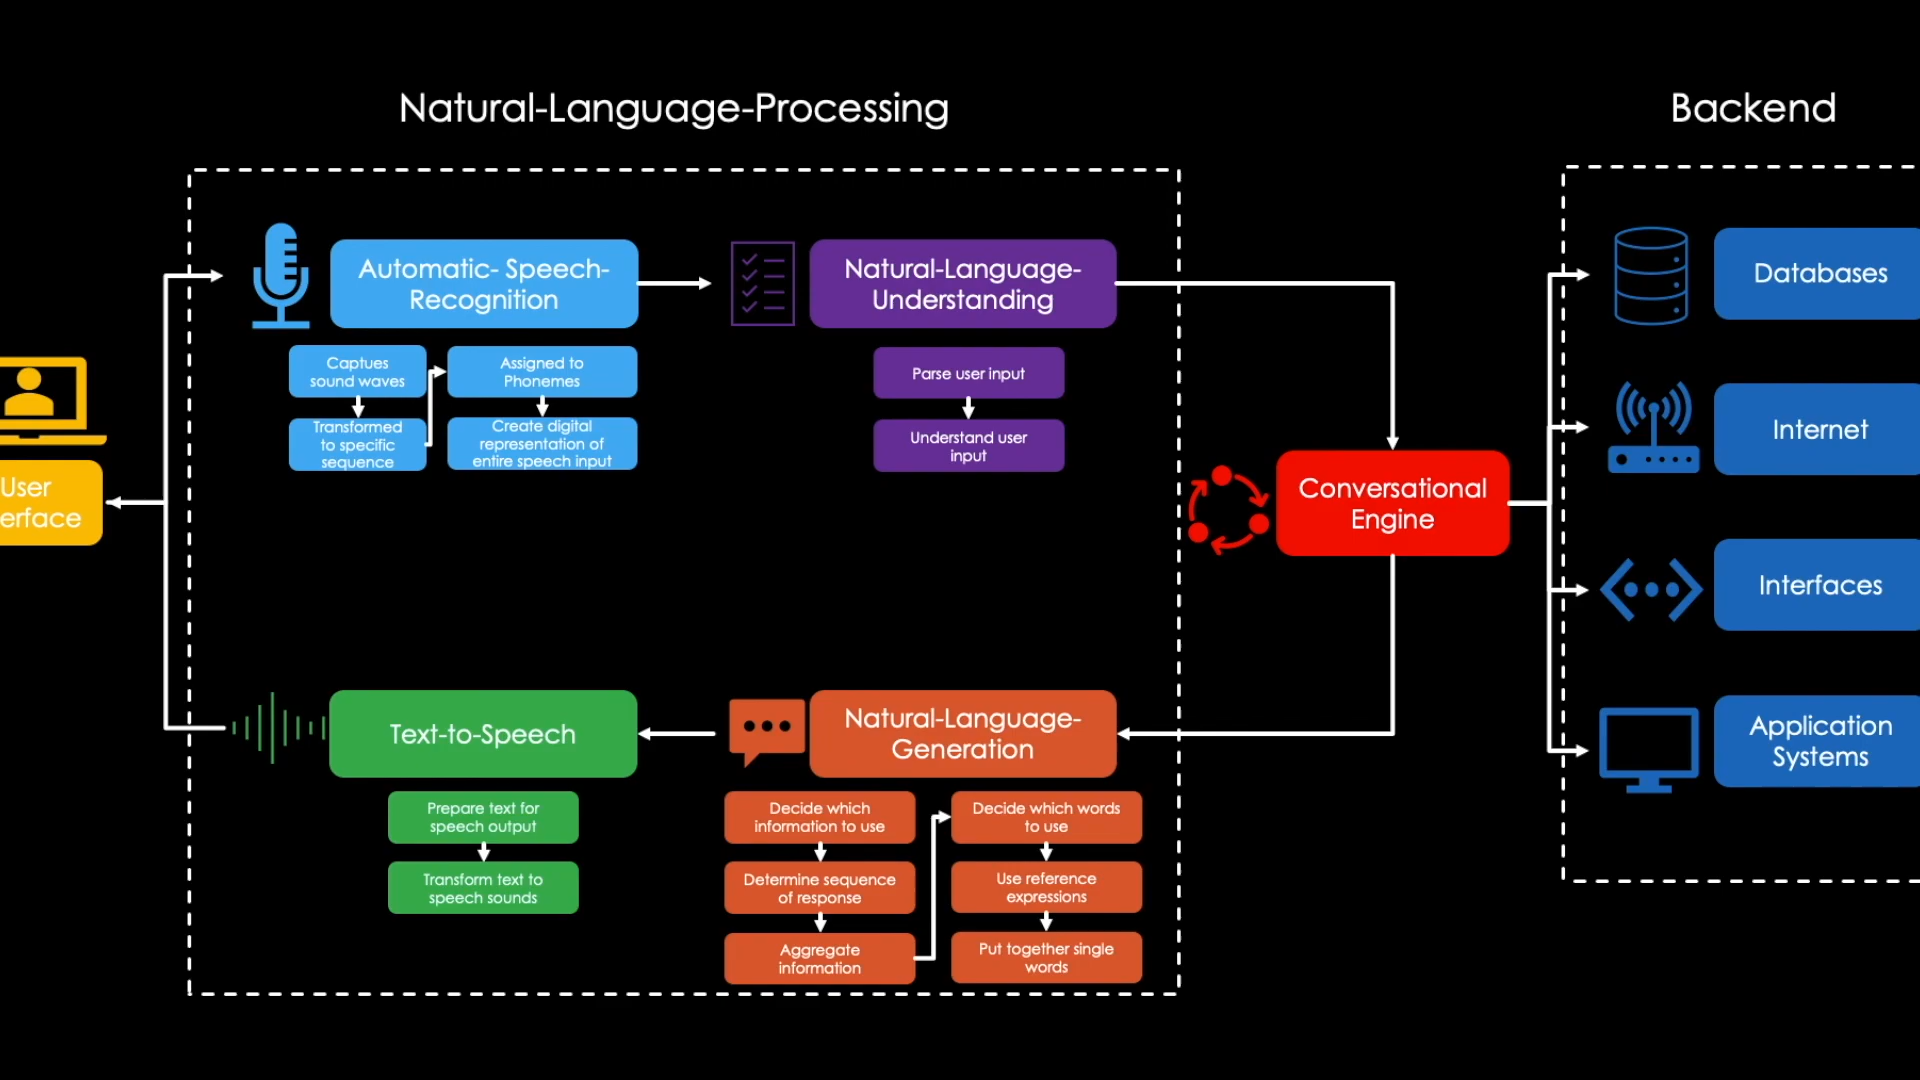 Natural-Language-Processing
Backend
Automatic- Speech-
Recognition
Natural-Language-
Understanding
Databases
Captues
sound waves
Assigned to
Phonemes
Parse user input
Transformed
to specific
sequence
Create digital
representation of
entire speech input
Understand user
input
Internet
User
erface
Conversational
Engine
Interfaces
Text-to-Speech
Natural-Language-
Generation
Application
Systems
Prepare text for
speech output
Decide which
information to use
Decide which words
to use
Transform text to
speech sounds
Determine sequence
of response
Use reference
expressions
Aggregate
information
Put together single
words